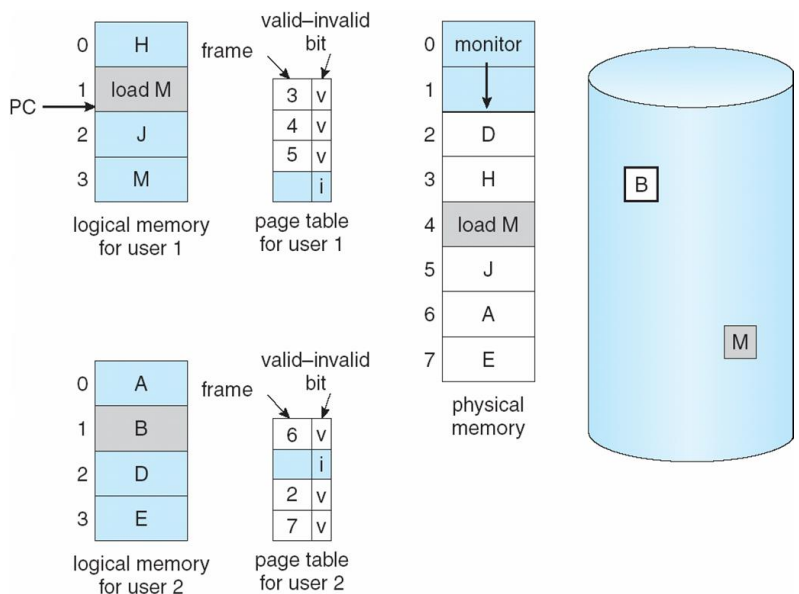 valid–invalid
bit
frame
0 H
1 load M
PC
2 J
3 M
3 v
4 v
5 v
i
logical memory
for user 1
page table
for user 1
0 A
1 B
2 D
3 E
valid–invalid
bit
frame
6 v
i
2 v
7 v
logical memory
for user 2
page table
for user 2
0 monitor
1
2 D
3 H
4 load M
5 J
6 A
7 E
physical
memory
B
M